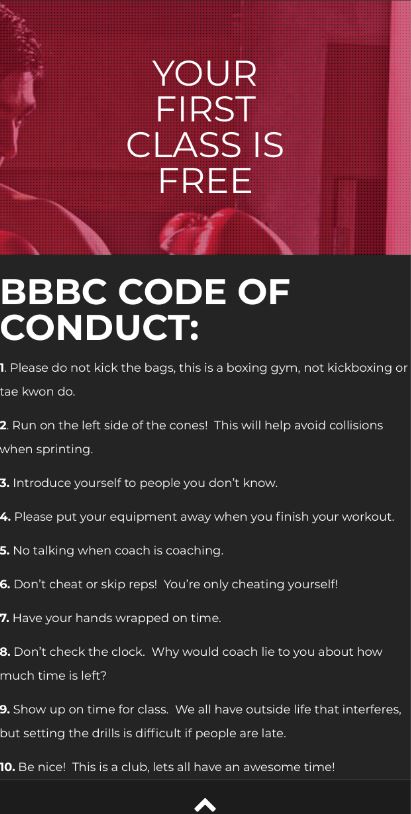 YOUR
FIRST
CLASS IS
FREE
BBBC CODE OF
CONDUCT:
1. Please do not kick the bags, this is a boxing gym, not kickboxing or
tae kwon do.
2. Run on the left side of the cones!  This will help avoid collisions
when sprinting.
3. Introduce yourself to people you don’t know.
4. Please put your equipment away when you finish your workout.
5. No talking when coach is coaching.
6. Don’t cheat or skip reps!  You’re only cheating yourself!
7. Have your hands wrapped on time.
8. Don’t check the clock.  Why would coach lie to you about how
much time is left?
9. Show up on time for class.  We all have outside life that interferes,
but setting the drills is difficult if people are late.
10. Be nice!  This is a club, lets all have an awesome time!